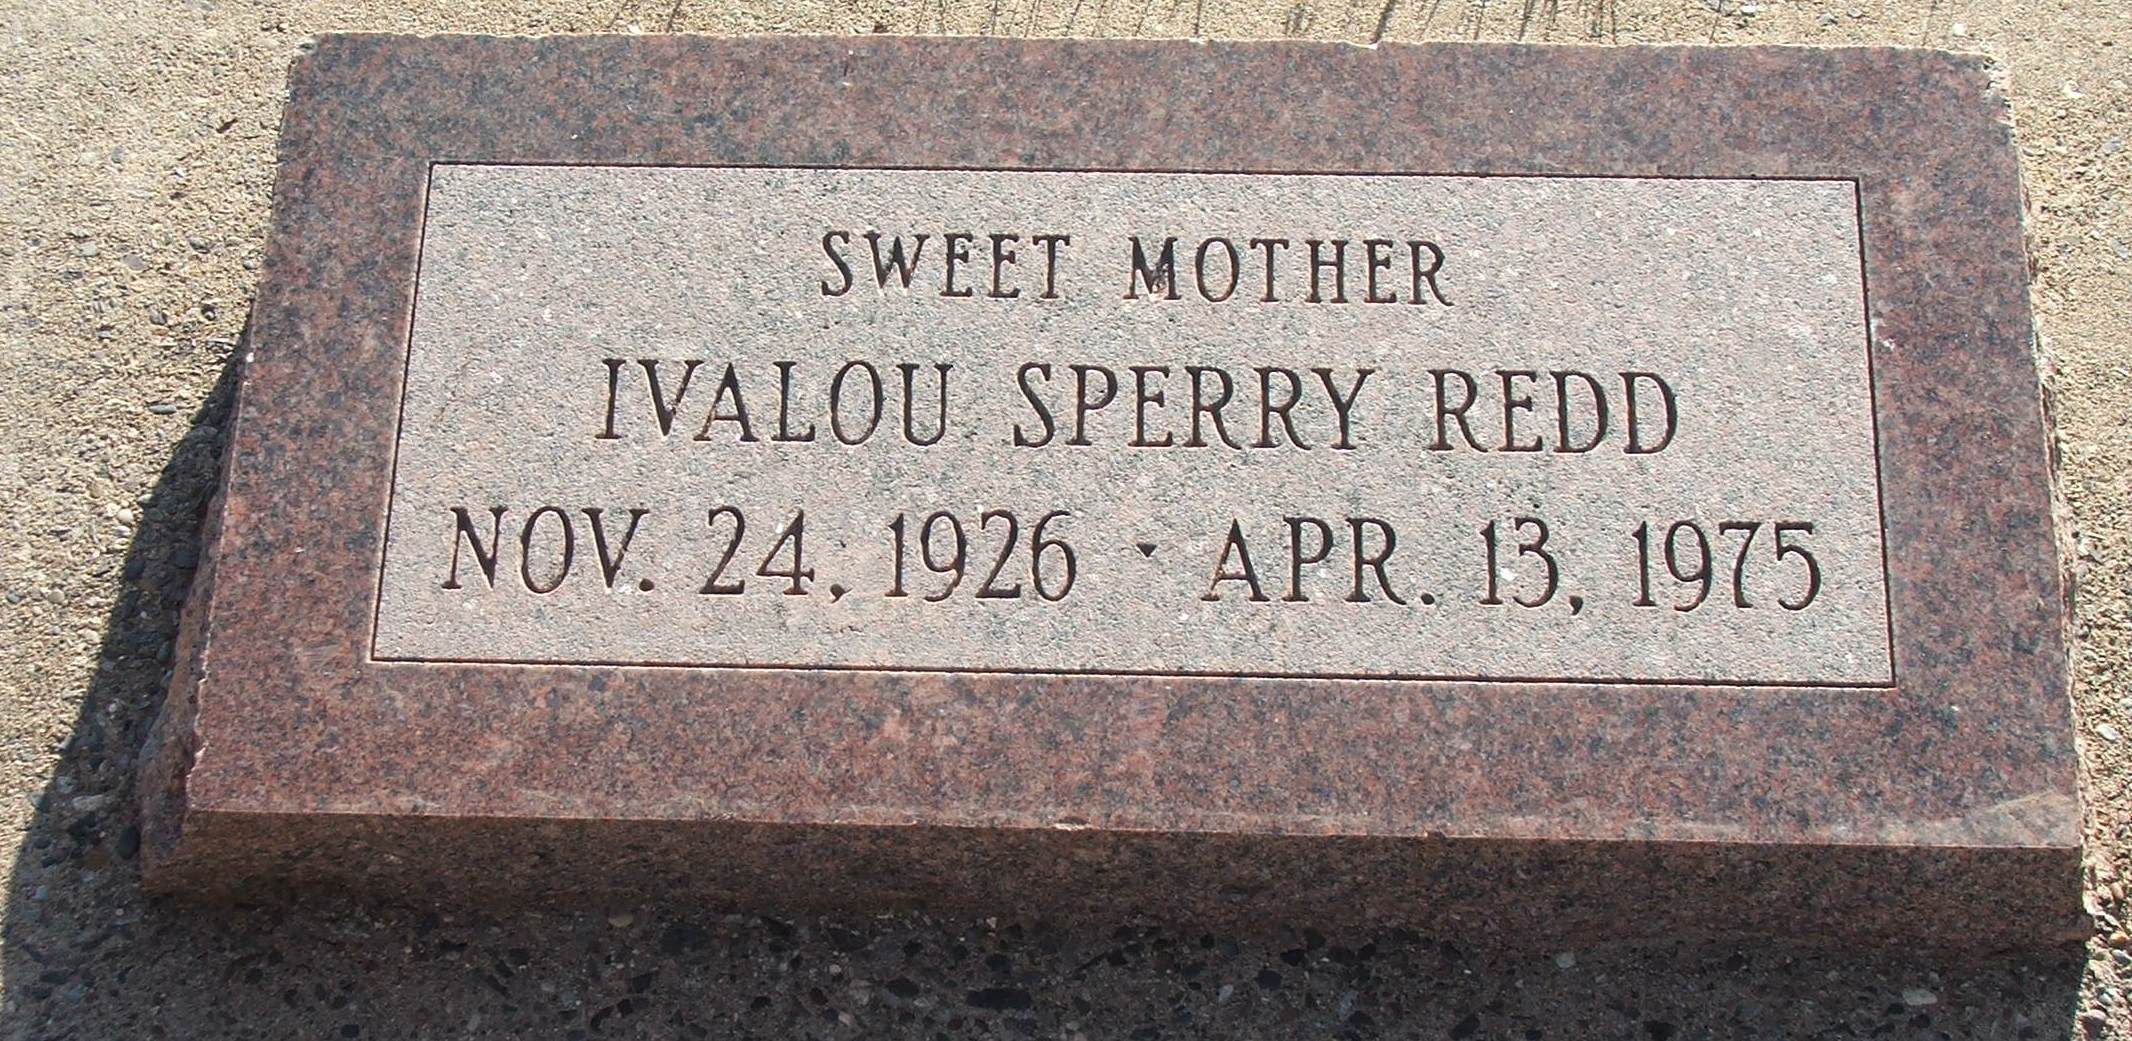 SWEET MOTHER
IVALOU SPERRY REDD
NOV. 24, 1926 · APR. 13, 1975